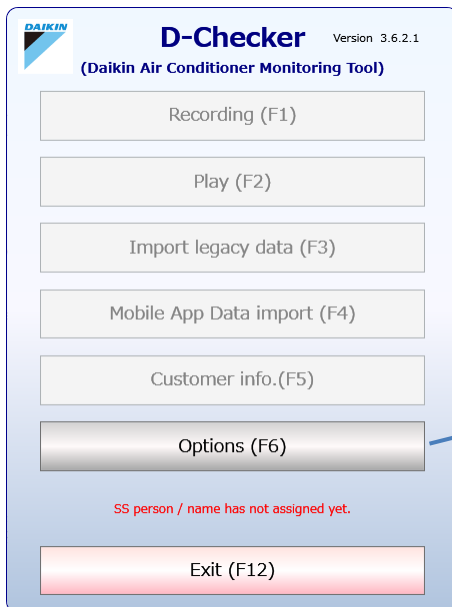 DAIKIN
D-Checker Version 3.6.2.1
(Daikin Air Conditioner Monitoring Tool)
Recording (F1)
Play (F2)
Import legacy data (F3)
Mobile App Data import (F4)
Customer info.(F5)
Options (F6)
SS person / name has not assigned yet.
Exit (F12)